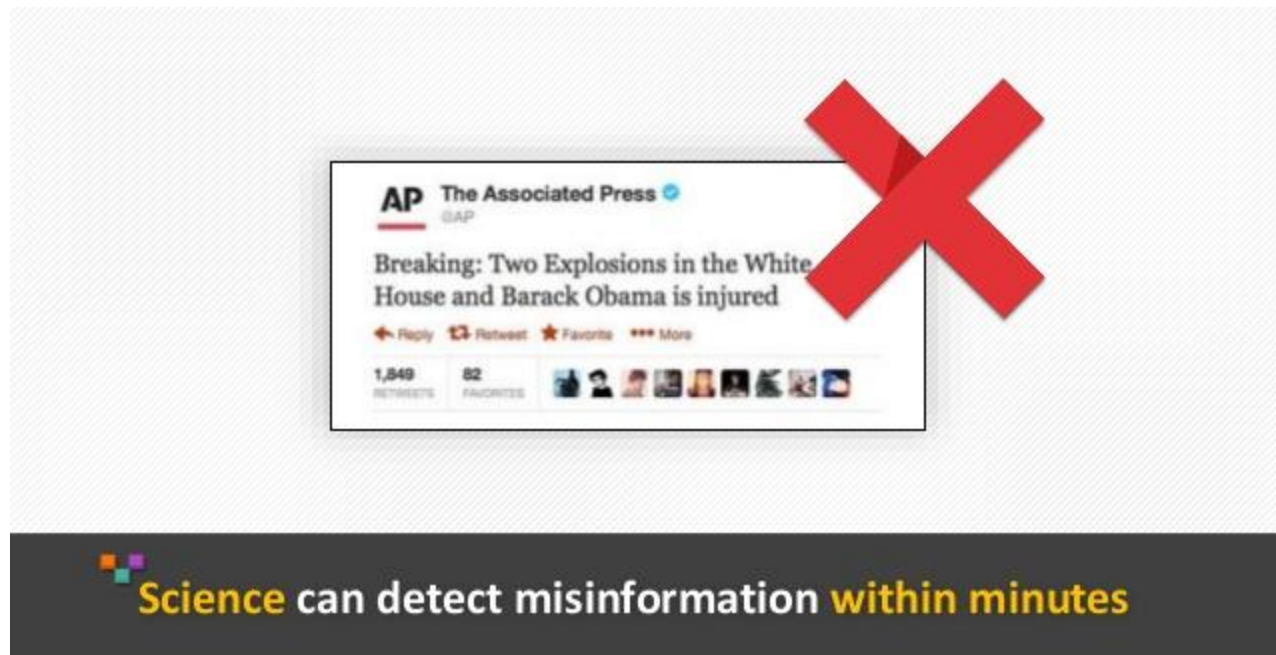 AP The Associated Press
@AP
Breaking: Two Explosions in the White
House and Barack Obama is injured
Reply Retweet Favorite More
1,849 82
RETWEETS FAVORITES
Science can detect misinformation within minutes